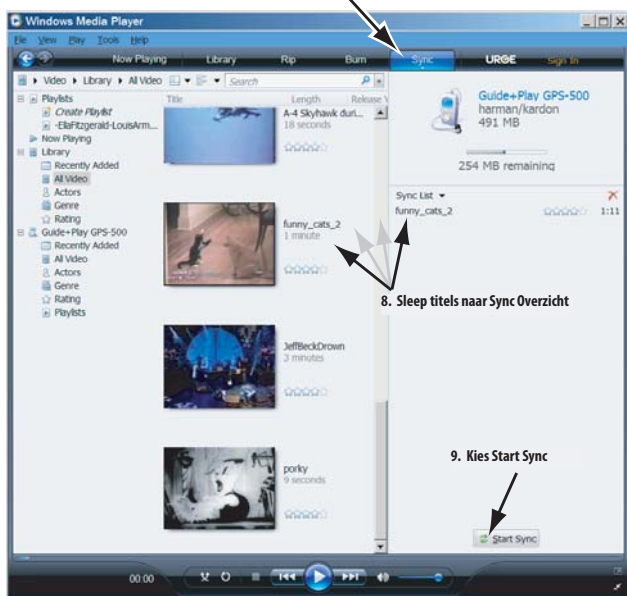 Windows Media Player
File View Play Tools Help
Now Playing Library Rip Burn Sync URGE Sign In
Video Library All Video Search
Playlists
Create Playlist
-EllaFitzgerald-LouisArm...
Now Playing
Library
Recently Added
All Video
Actors
Genre
Rating
Guide+Play GPS-500
Recently Added
All Video
Actors
Genre
Rating
Playlists
Title Length Release
A-4 Skyhawk duri...
18 seconds
funny_cats_2
1 minute
JeffBeckDrown
3 minutes
porky
9 seconds
Guide+Play GPS-500
harman/kardon
491 MB
254 MB remaining
Sync List
funny_cats_2 1:11
8. Sleep titels naar Sync Overzicht
9. Kies Start Sync
Start Sync
00:00